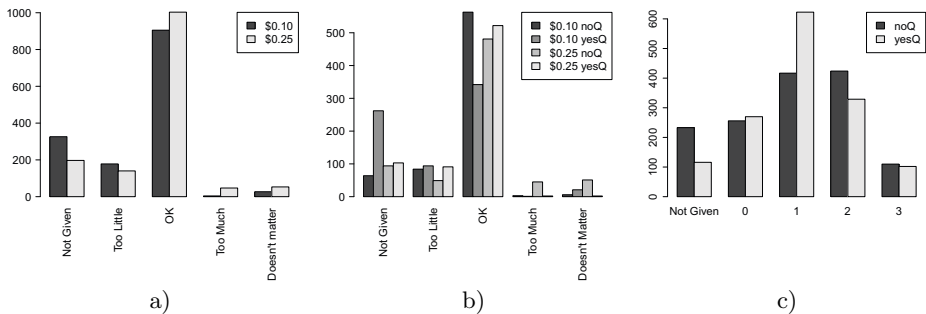 1000
800
600
400
200
0
Not Given
Too Little
OK
Too Much
Doesn't matter
$0.10
$0.25
a)
500
400
300
200
100
0
Not Given
Too Little
OK
Too Much
Doesn't Matter
$0.10 noQ
$0.10 yesQ
$0.25 noQ
$0.25 yesQ
b)
600
500
400
300
200
100
0
Not Given
0
1
2
3
noQ
yesQ
c)